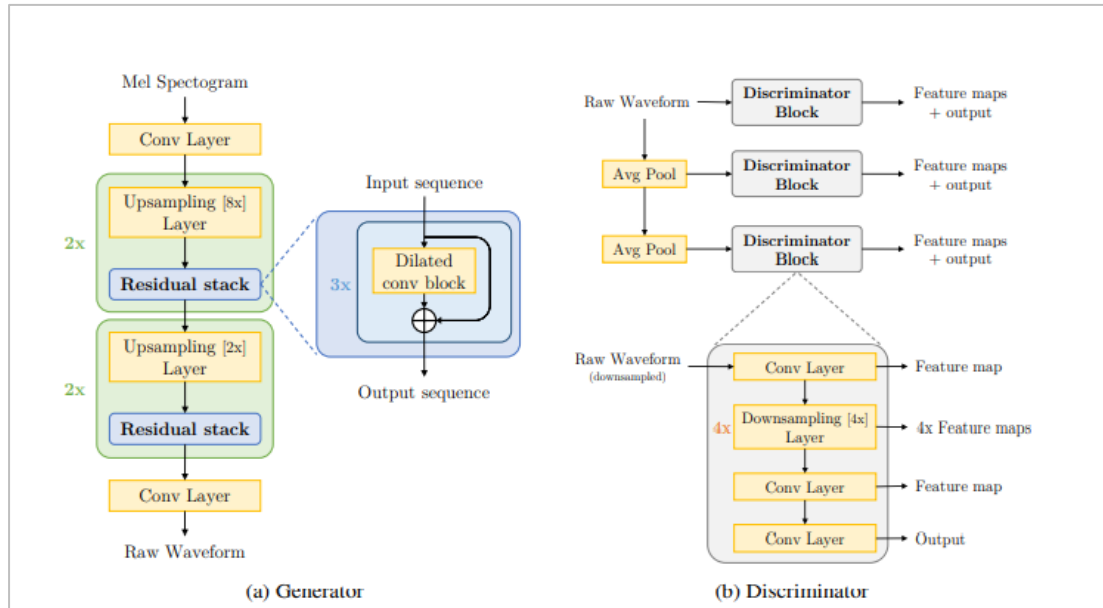 Mel Spectogram
Conv Layer
2x
Upsampling [8x]
Layer
Residual stack
2x
Upsampling [2x]
Layer
Residual stack
Conv Layer
Raw Waveform
Input sequence
3x
Dilated
conv block
Output sequence
(a) Generator
Raw Waveform
Discriminator
Block
Feature maps
+ output
Avg Pool
Discriminator
Block
Feature maps
+ output
Avg Pool
Discriminator
Block
Feature maps
+ output
Raw Waveform
(downsampled)
Conv Layer
Feature map
4x
Downsampling [4x]
Layer
4x Feature maps
Conv Layer
Feature map
Conv Layer
Output
(b) Discriminator